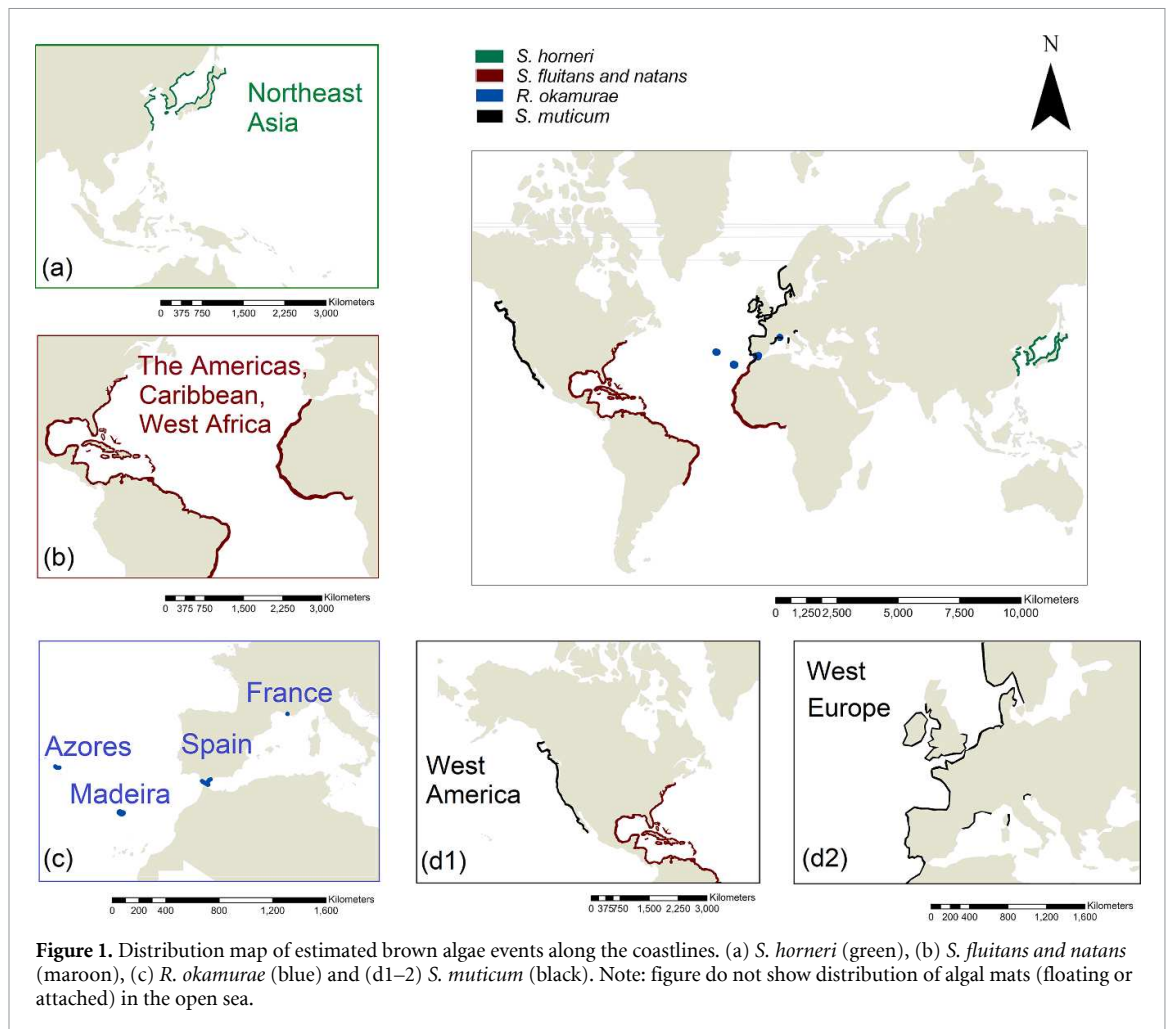 Northeast
Asia
(a)
0 375 750 1,500 2,250 3,000 Kilometers
S. horneri
S. fluitans and natans
R. okamurae
S. muticum
N
The Americas,
Caribbean,
West Africa
(b)
0 375 750 1,500 2,250 3,000 Kilometers
0 1,250 2,500 5,000 7,500 10,000 Kilometers
France
Azores
Spain
Madeira
(c)
0 200 400 800 1,200 1,600 Kilometers
West
America
(d1)
0 375 750 1,500 2,250 3,000 Kilometers
West
Europe
(d2)
0 200 400 800 1,200 1,600 Kilometers
Figure 1. Distribution map of estimated brown algae events along the coastlines. (a) S. horneri (green), (b) S. fluitans and natans
(maroon), (c) R. okamurae (blue) and (d1–2) S. muticum (black). Note: figure do not show distribution of algal mats (floating or
attached) in the open sea.